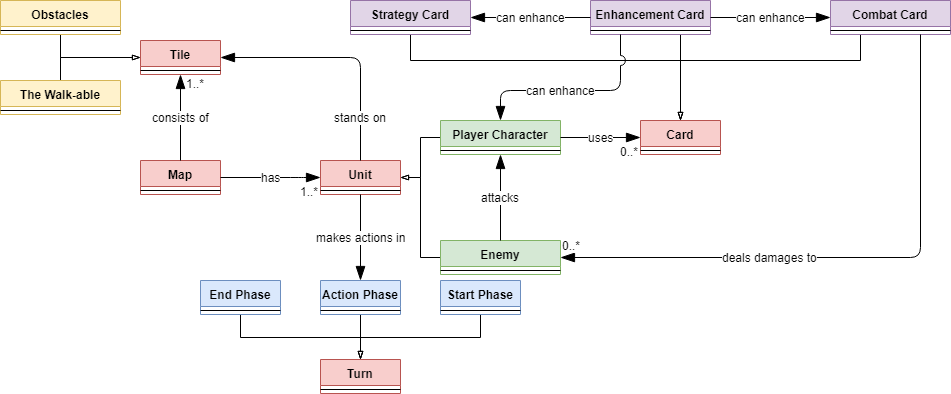 Obstacles
Strategy Card
can enhance
Enhancement Card
can enhance
Combat Card
Tile
1..*
The Walk-able
can enhance
consists of
stands on
Player Character
uses
0..*
Card
Map
has
1..*
Unit
attacks
makes actions in
Enemy
0..*
deals damages to
End Phase
Action Phase
Start Phase
Turn